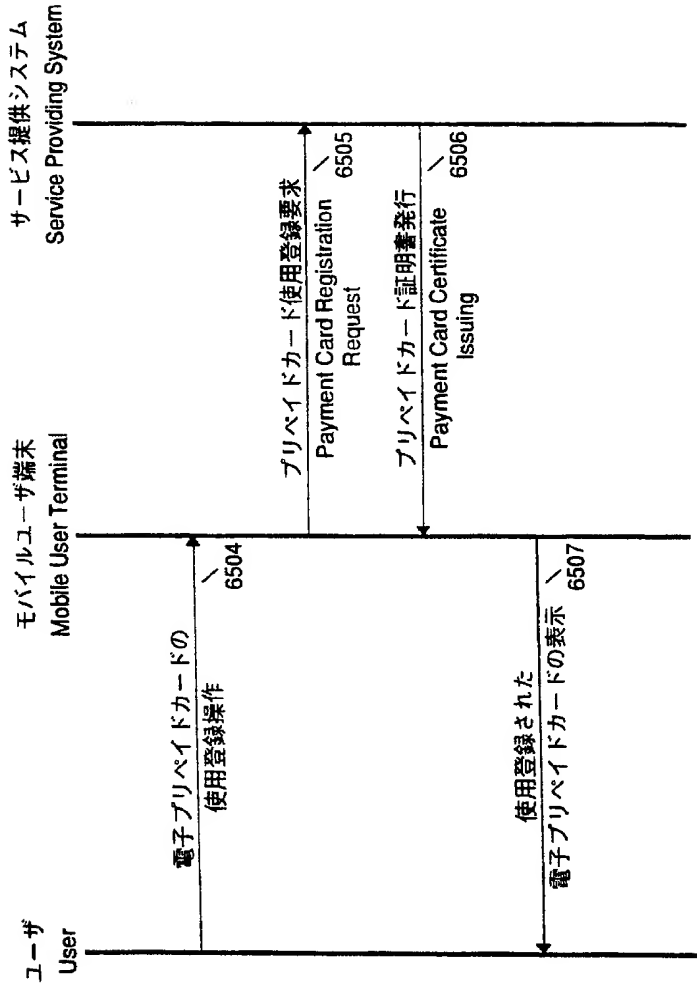 ユーザ
User
モバイルユーザ端末
Mobile User Terminal
サービス提供システム
Service Providing System
電子プリペイドカードの
使用登録操作
6504
プリペイドカード使用登録要求
Payment Card Registration
Request
6505
プリペイドカード証明書発行
Payment Card Certificate
Issuing
6506
使用登録された
電子プリペイドカードの表示
6507